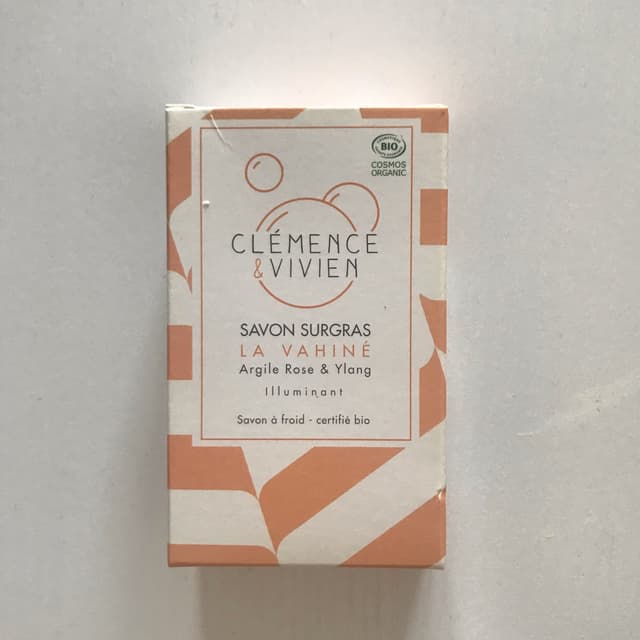 BIO
COSMOS
ORGANIC
CLÉMENCE
& VIVIEN
SAVON SURGRAS
LA VAHINÉ
Argile Rose & Ylang
Illuminant
Savon à froid - certifié bio